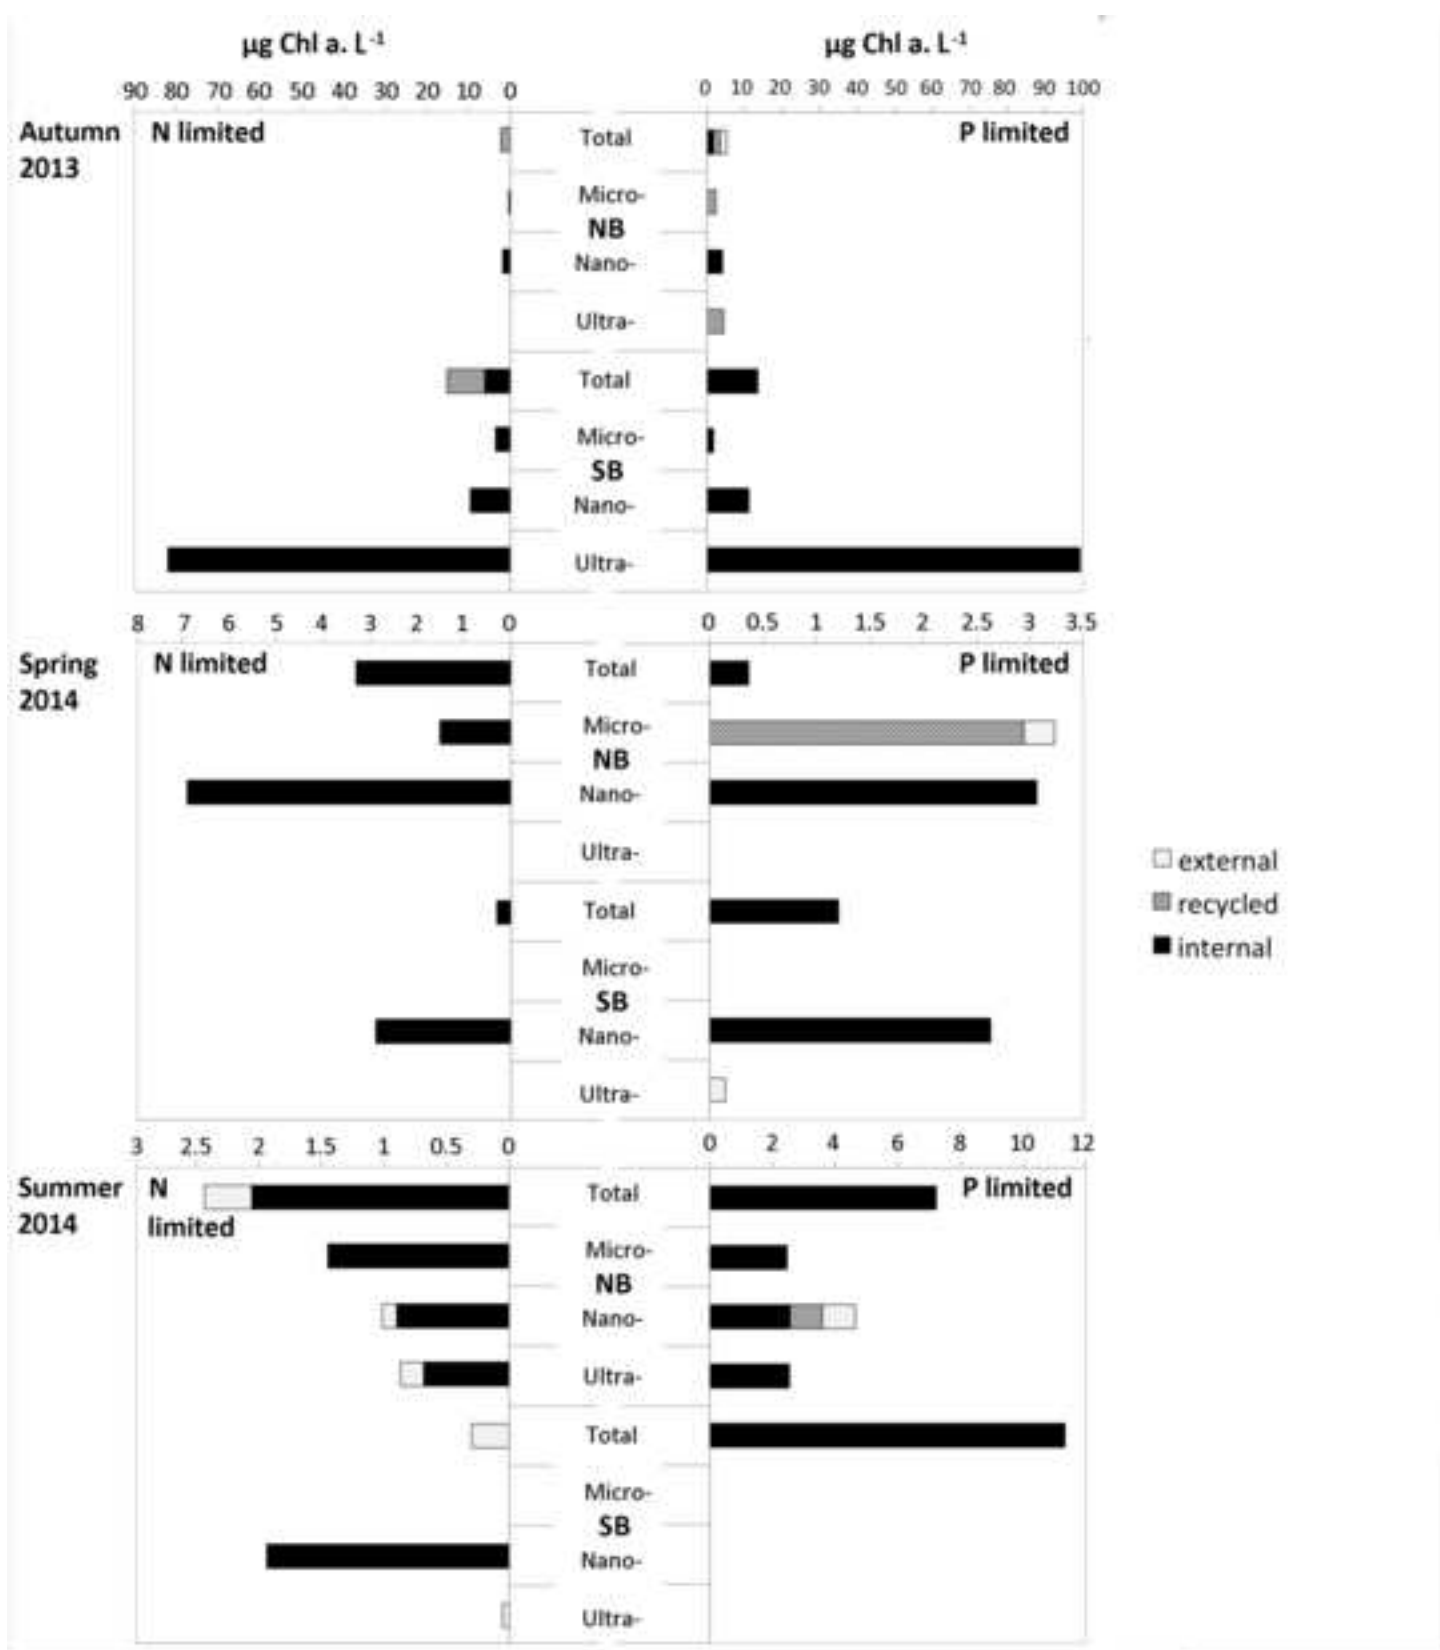 µg Chl a. L-1 µg Chl a. L-1
90 80 70 60 50 40 30 20 10 0 0 10 20 30 40 50 60 70 80 90 100
Autumn N limited Total P limited
2013
Micro-
NB
Nano-
Ultra-
Total
Micro-
SB
Nano-
Ultra-
8 7 6 5 4 3 2 1 0 0 0.5 1 1.5 2 2.5 3 3.5
Spring N limited Total P limited
2014
Micro-
NB
Nano-
Ultra-
external
recycled
internal
Total
Micro-
SB
Nano-
Ultra-
3 2.5 2 1.5 1 0.5 0 0 2 4 6 8 10 12
Summer N Total P limited
2014 limited
Micro-
NB
Nano-
Ultra-
Total
Micro-
SB
Nano-
Ultra-